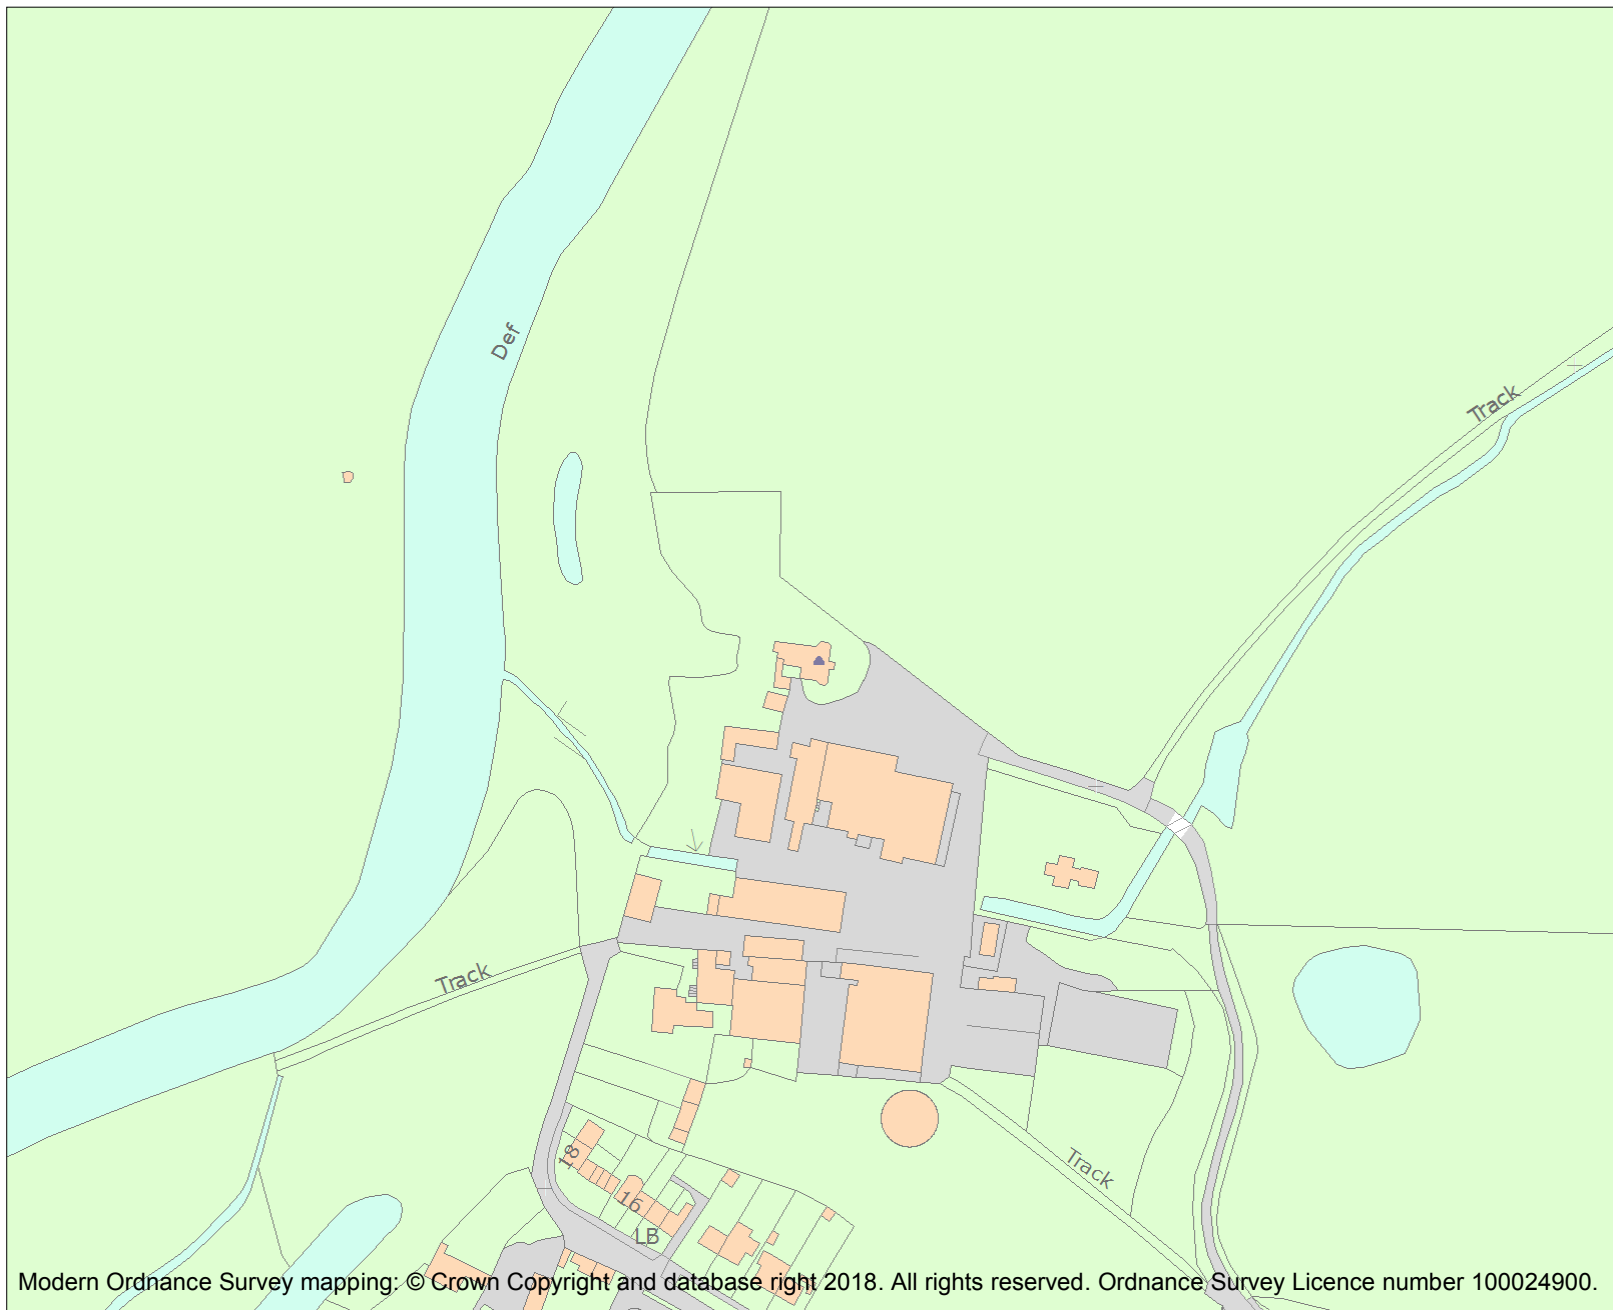 Def
Track
Track
Track
18
16
LB
Modern Ordnance Survey mapping: © Crown Copyright and database right 2018. All rights reserved. Ordnance Survey Licence number 100024900.